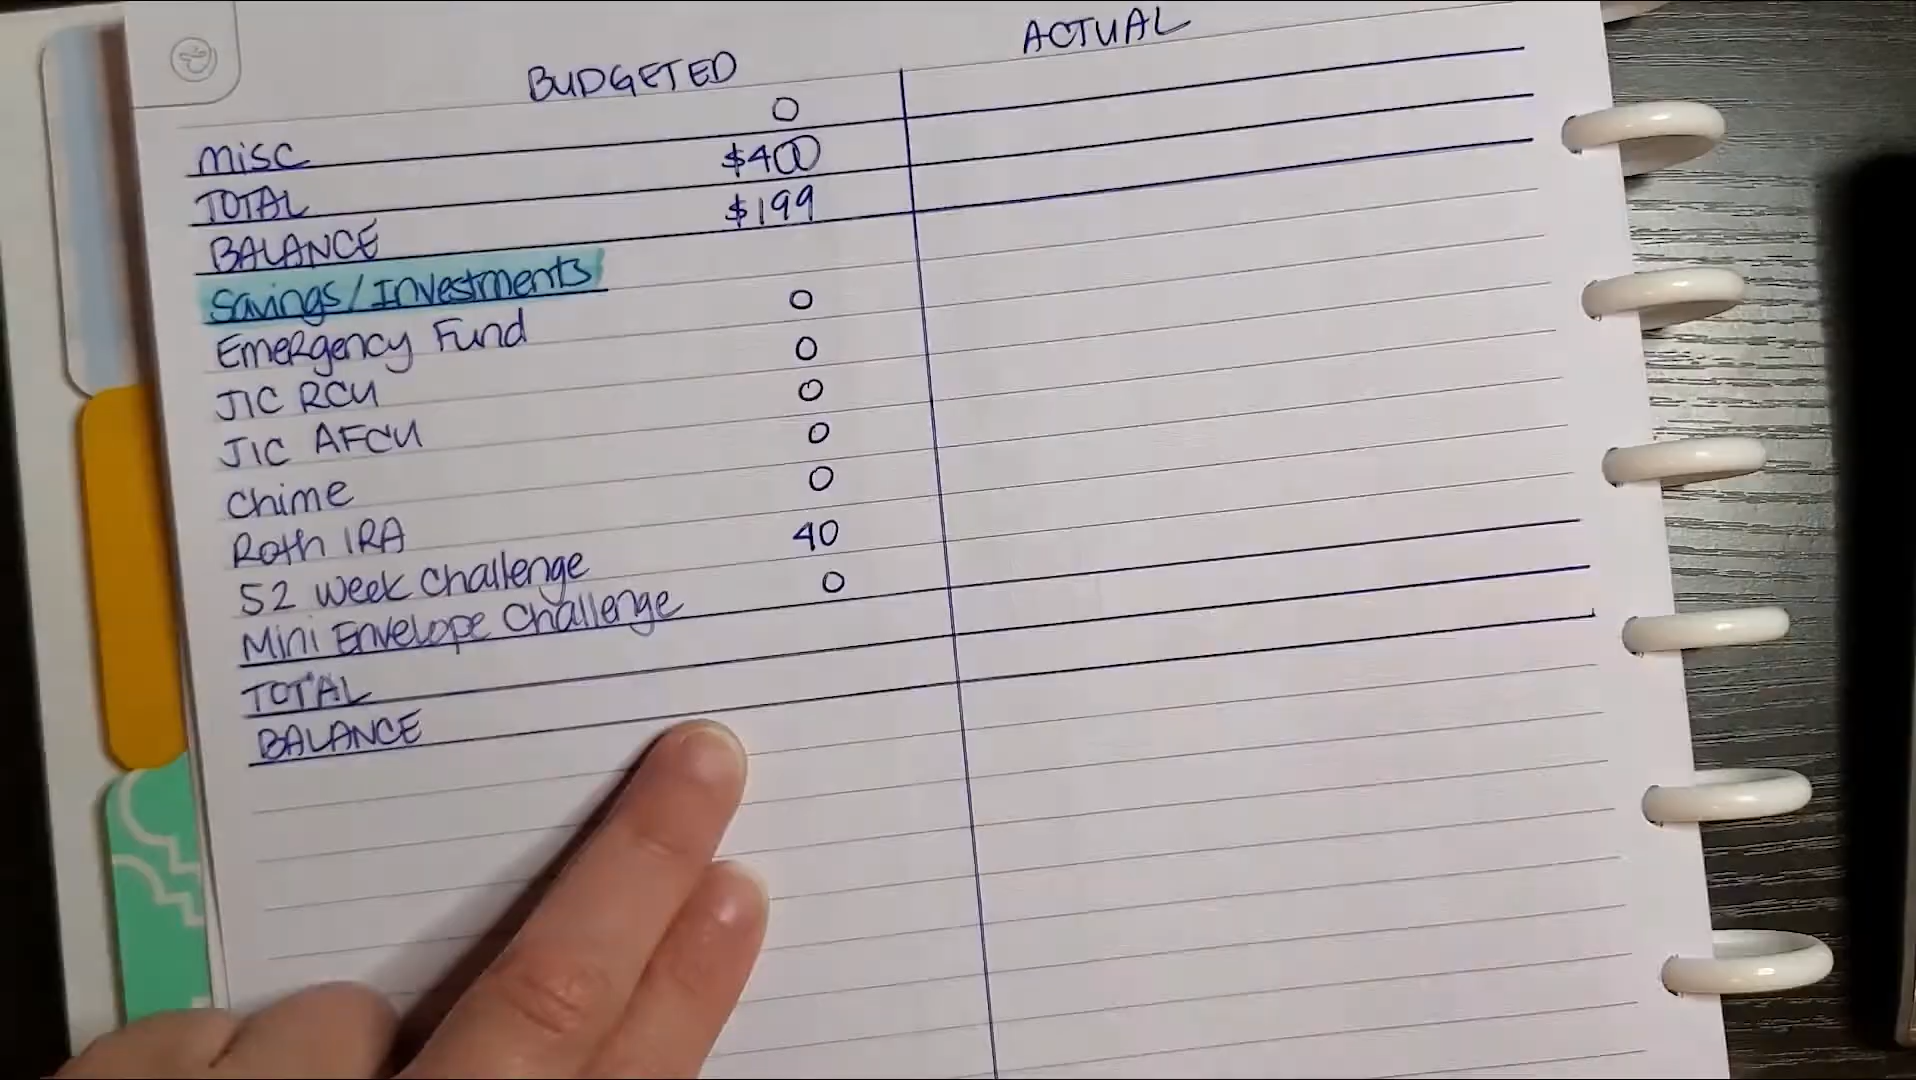 BUDGETED ACTUAL
MISC 0
TOTAL $400
BALANCE $199
Savings/Investments
Emergency Fund 0
JIC RCU 0
JIC AFCU 0
Chime 0
Roth IRA 0
52 Week Challenge 40
Mini Envelope Challenge 0
TOTAL
BALANCE